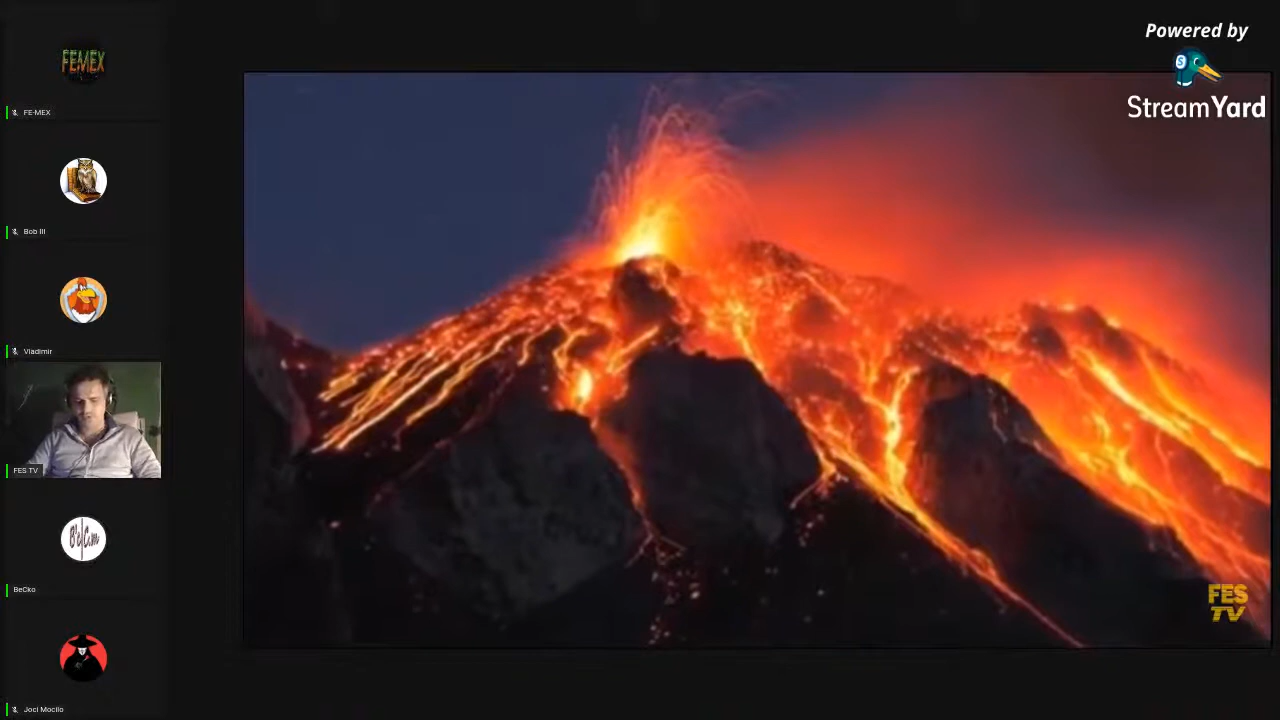 FEMEX
FE-MEX
Bob III
Vladimir
FES TV
BeCko
Joci Mocilo
Powered by
S
StreamYard
FES
TV